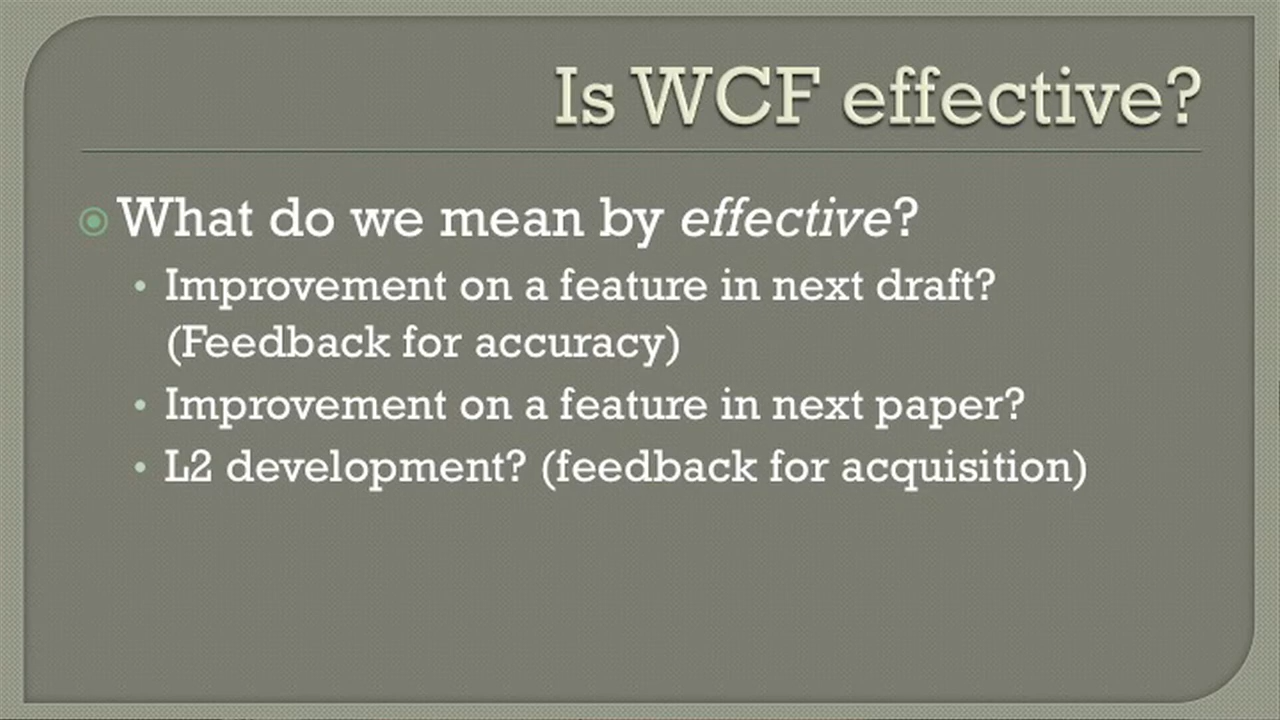 Is WCF effective?
What do we mean by effective?
• Improvement on a feature in next draft?
(Feedback for accuracy)
• Improvement on a feature in next paper?
• L2 development? (feedback for acquisition)